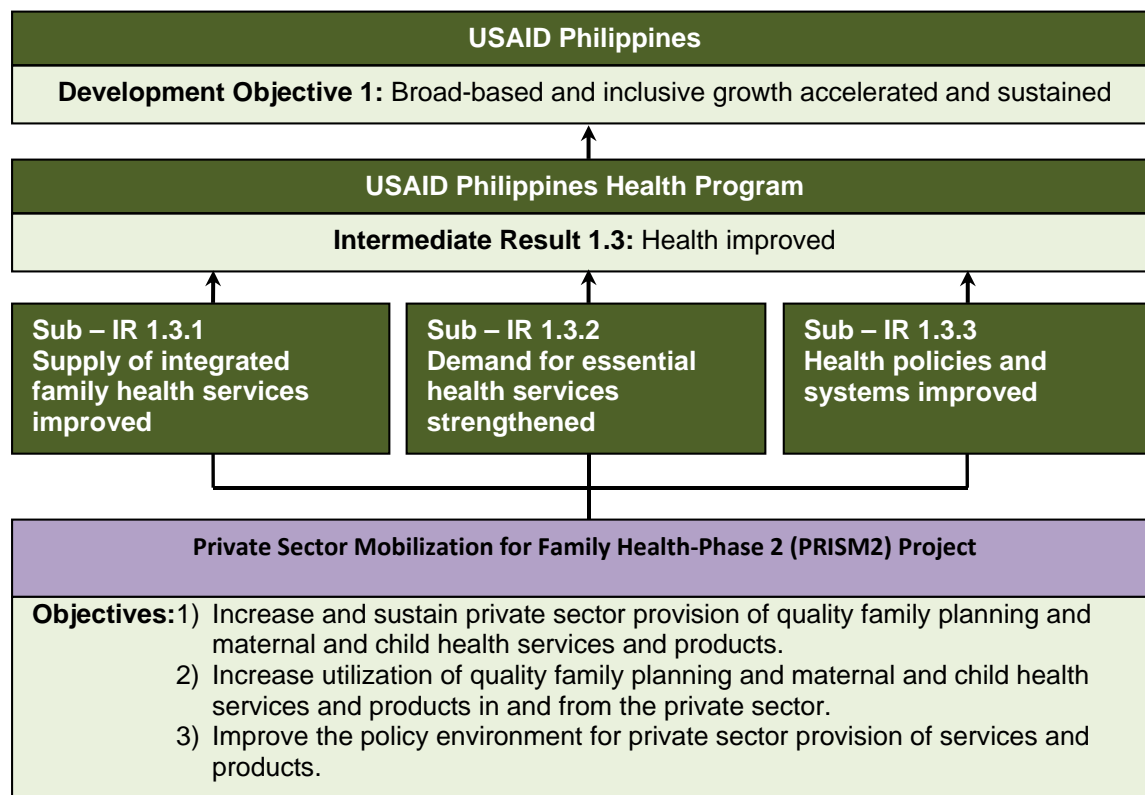 USAID Philippines
Development Objective 1: Broad-based and inclusive growth accelerated and sustained
USAID Philippines Health Program
Intermediate Result 1.3: Health improved
Sub – IR 1.3.1
Supply of integrated
family health services
improved
Sub – IR 1.3.2
Demand for essential
health services
strengthened
Sub – IR 1.3.3
Health policies and
systems improved
Private Sector Mobilization for Family Health-Phase 2 (PRISM2) Project
Objectives: 1) Increase and sustain private sector provision of quality family planning and
maternal and child health services and products.
2) Increase utilization of quality family planning and maternal and child health
services and products in and from the private sector.
3) Improve the policy environment for private sector provision of services and
products.